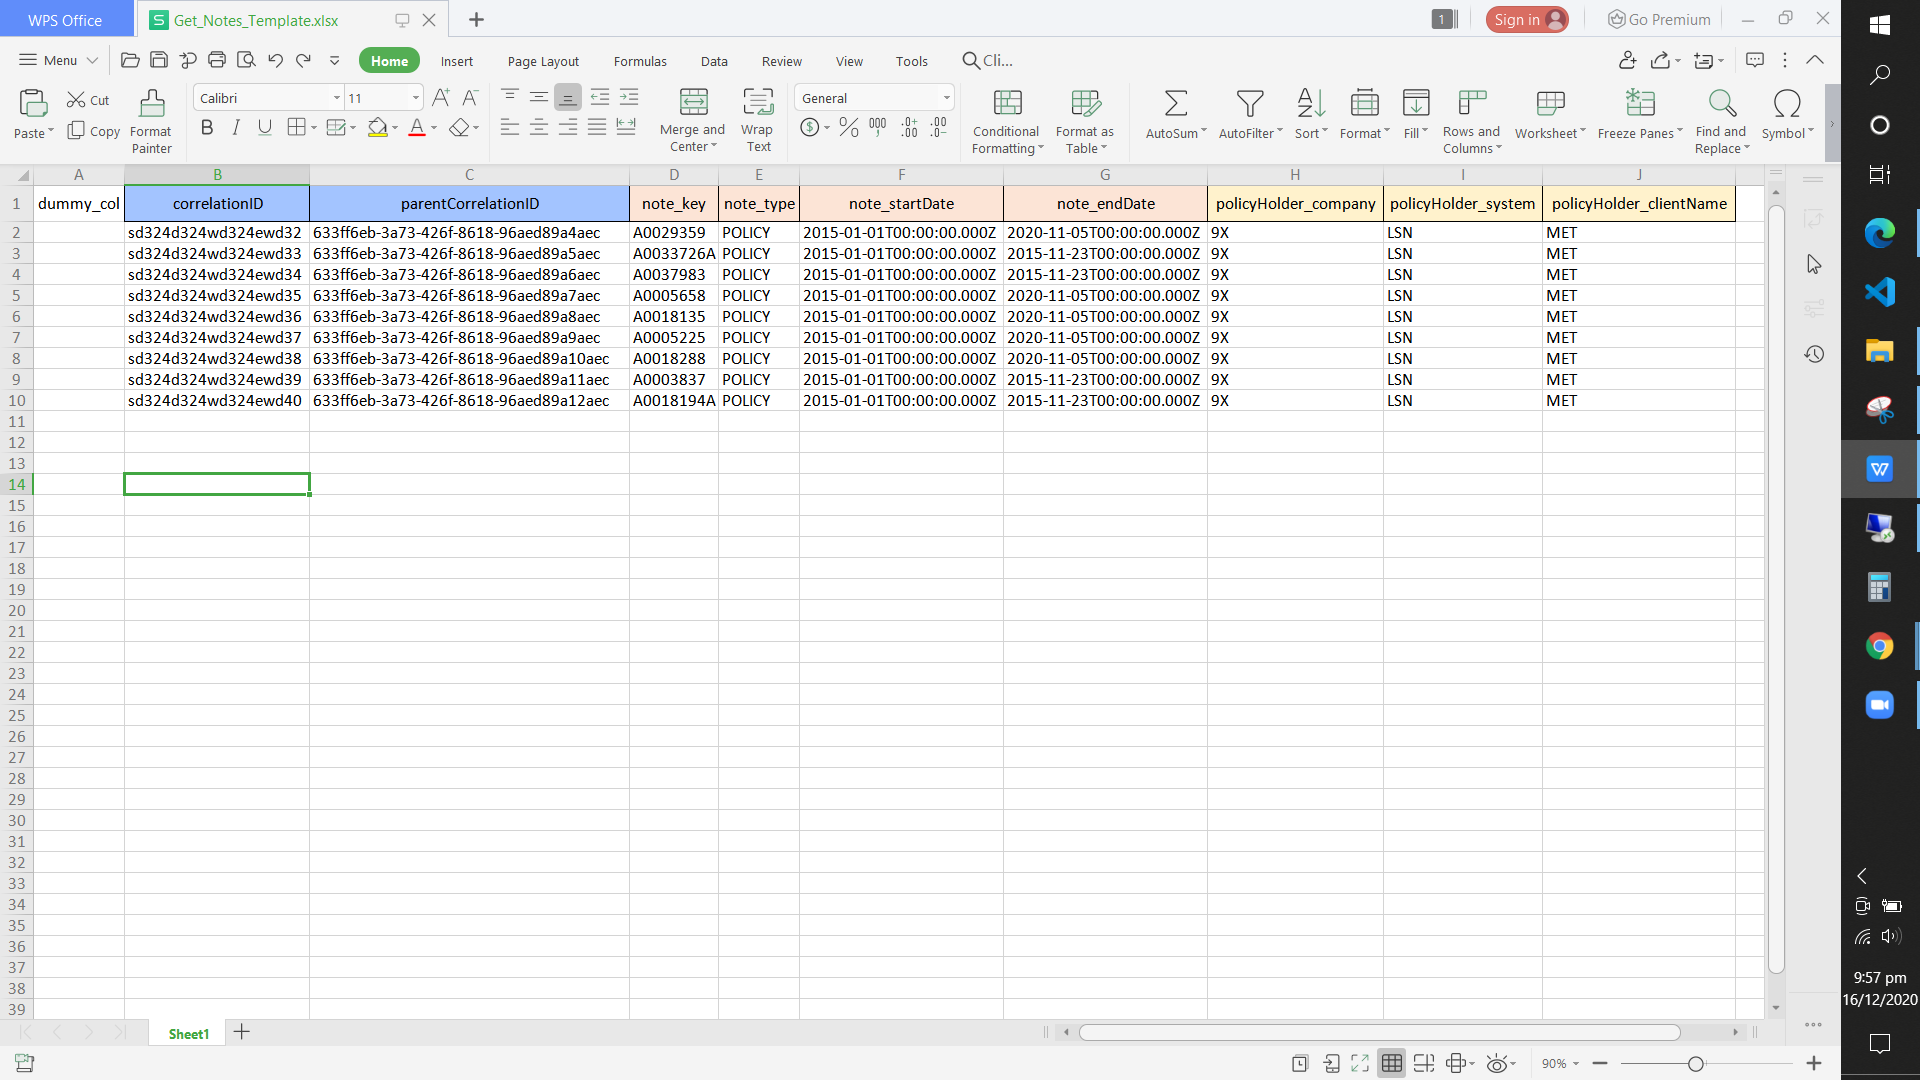 WPS Office
S Get_Notes_Template.xlsx
1
Sign in
Go Premium
Menu
Home
Insert
Page Layout
Formulas
Data
Review
View
Tools
Cli...
Paste
Cut
Copy
Format
Painter
Calibri
11
Merge and
Center
Wrap
Text
General
Conditional
Formatting
Format as
Table
AutoSum
AutoFilter
Sort
Format
Fill
Rows and
Columns
Worksheet
Freeze Panes
Find and
Replace
Symbol
A B C D E F G H I J
1 dummy_col correlationID parentCorrelationID note_key note_type note_startDate note_endDate policyHolder_company policyHolder_system policyHolder_clientName
2 sd324d324wd324ewd32 633ff6eb-3a73-426f-8618-96aed89a4aec A0029359 POLICY 2015-01-01T00:00:00.000Z 2020-11-05T00:00:00.000Z 9X LSN MET
3 sd324d324wd324ewd33 633ff6eb-3a73-426f-8618-96aed89a5aec A0033726A POLICY 2015-01-01T00:00:00.000Z 2015-11-23T00:00:00.000Z 9X LSN MET
4 sd324d324wd324ewd34 633ff6eb-3a73-426f-8618-96aed89a6aec A0037983 POLICY 2015-01-01T00:00:00.000Z 2015-11-23T00:00:00.000Z 9X LSN MET
5 sd324d324wd324ewd35 633ff6eb-3a73-426f-8618-96aed89a7aec A0005658 POLICY 2015-01-01T00:00:00.000Z 2020-11-05T00:00:00.000Z 9X LSN MET
6 sd324d324wd324ewd36 633ff6eb-3a73-426f-8618-96aed89a8aec A0018135 POLICY 2015-01-01T00:00:00.000Z 2020-11-05T00:00:00.000Z 9X LSN MET
7 sd324d324wd324ewd37 633ff6eb-3a73-426f-8618-96aed89a9aec A0005225 POLICY 2015-01-01T00:00:00.000Z 2020-11-05T00:00:00.000Z 9X LSN MET
8 sd324d324wd324ewd38 633ff6eb-3a73-426f-8618-96aed89a10aec A0018288 POLICY 2015-01-01T00:00:00.000Z 2020-11-05T00:00:00.000Z 9X LSN MET
9 sd324d324wd324ewd39 633ff6eb-3a73-426f-8618-96aed89a11aec A0003837 POLICY 2015-01-01T00:00:00.000Z 2015-11-23T00:00:00.000Z 9X LSN MET
10 sd324d324wd324ewd40 633ff6eb-3a73-426f-8618-96aed89a12aec A0018194A POLICY 2015-01-01T00:00:00.000Z 2015-11-23T00:00:00.000Z 9X LSN MET
11
12
13
14
15
16
17
18
19
20
21
22
23
24
25
26
27
28
29
30
31
32
33
34
35
36
37
38
39
Sheet1
90%
9:57 pm
16/12/2020